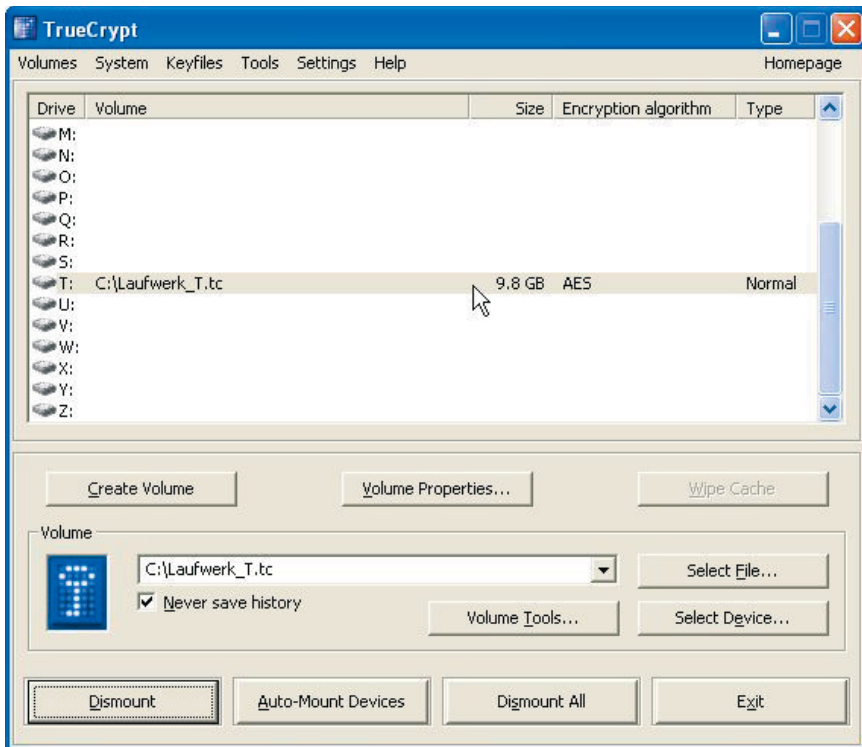 TrueCrypt
Volumes System Keyfiles Tools Settings Help Homepage
Drive Volume Size Encryption algorithm Type
M:
N:
O:
P:
Q:
R:
S:
T: C:\Laufwerk_T.tc 9.8 GB AES Normal
U:
V:
W:
X:
Y:
Z:
Create Volume Volume Properties... Wipe Cache
Volume
C:\Laufwerk_T.tc Select File...
Never save history
Volume Tools... Select Device...
Dismount Auto-Mount Devices Dismount All Exit